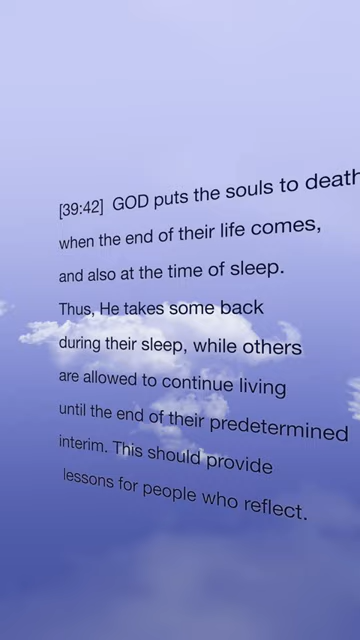 [39:42] GOD puts the souls to death
when the end of their life comes,
and also at the time of sleep.
Thus, He takes some back
during their sleep, while others
are allowed to continue living
until the end of their predetermined
interim. This should provide
lessons for people who reflect.